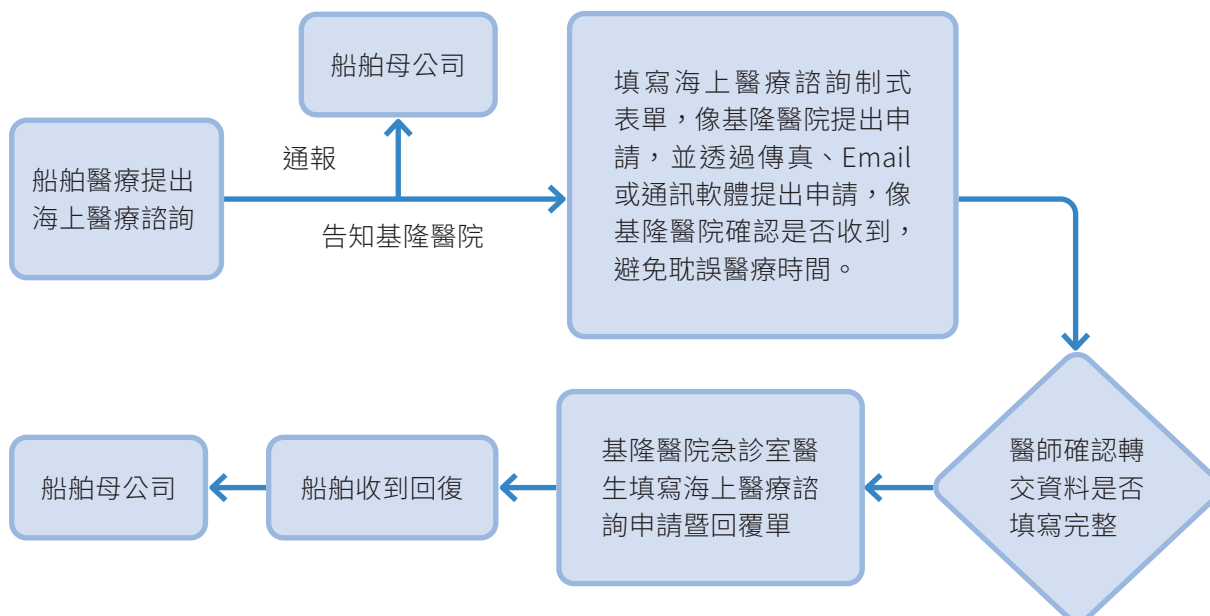 船舶母公司
填寫海上醫療諮詢制式
表單，像基隆醫院提出申
請，並透過傳真、Email
或通訊軟體提出申請，像
基隆醫院確認是否收到，
避免耽誤醫療時間。
船舶醫療提出
海上醫療諮詢
通報
告知基隆醫院
醫師確認轉
交資料是否
填寫完整
基隆醫院急診室醫
生填寫海上醫療諮
詢申請暨回覆單
船舶收到回復
船舶母公司